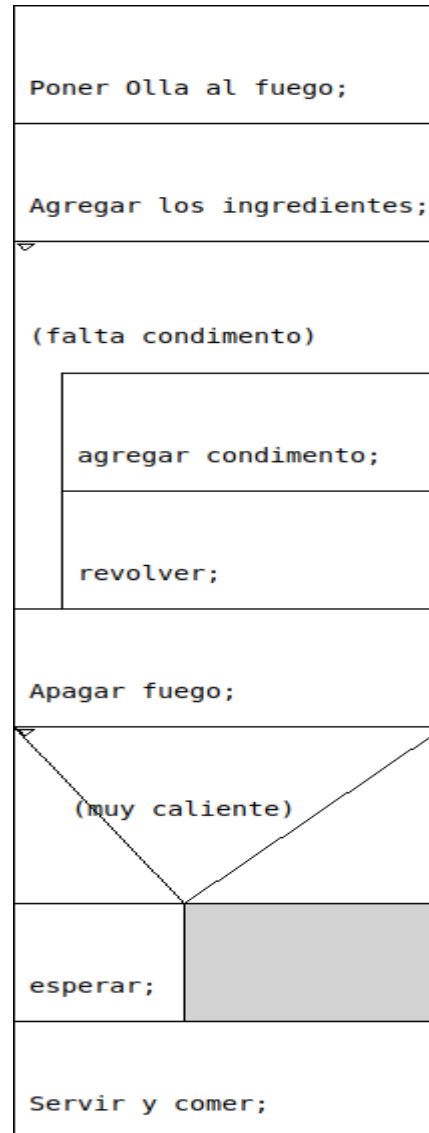 Poner Olla al fuego;
Agregar los ingredientes;
(falta condimento)
agregar condimento;
revolver;
Apagar fuego;
(muy caliente)
esperar;
Servir y comer;